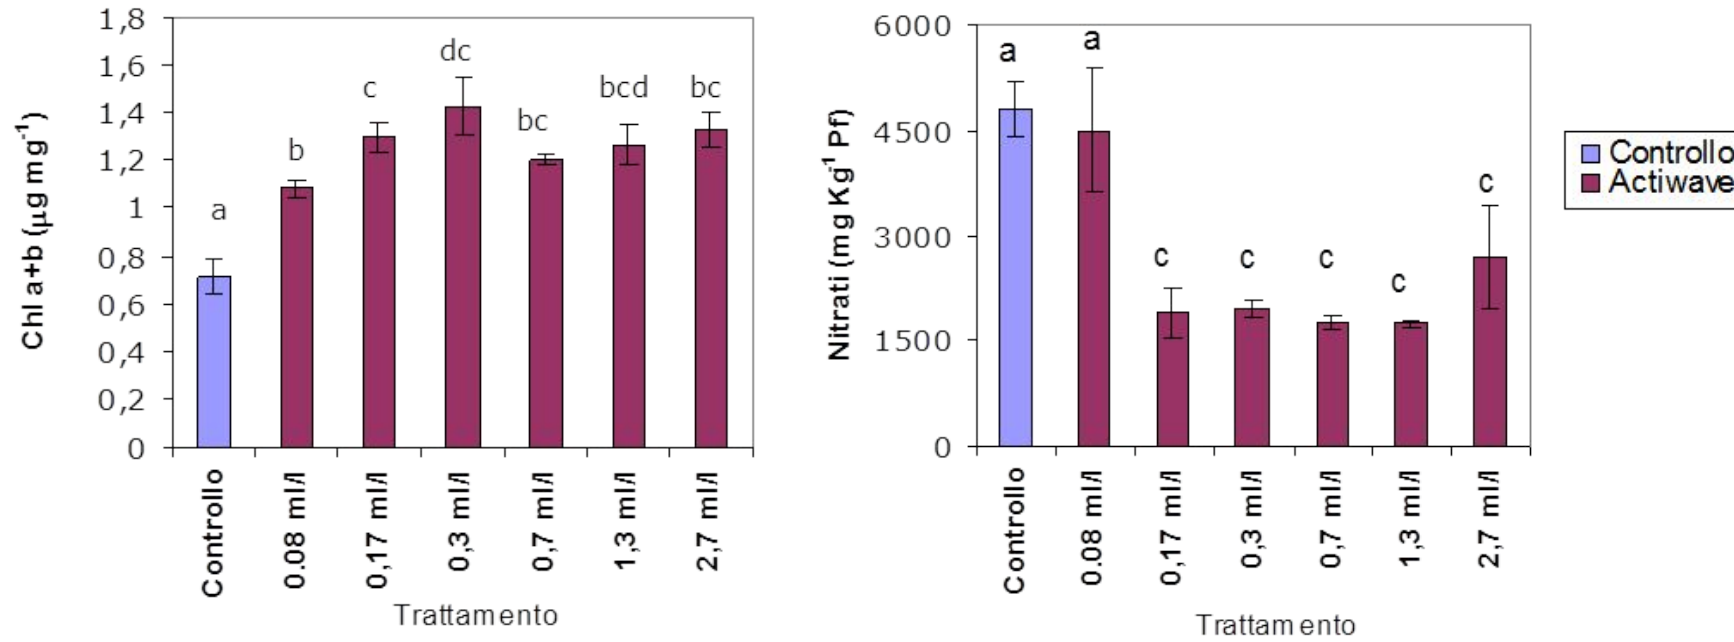 Chl a+b (μg mg-1)
1,8
1,6
1,4
1,2
1
0,8
0,6
0,4
0,2
0
a
b
c
dc
bc
bcd
bc
Controllo
0.08 ml/l
0,17 ml/l
0,3 ml/l
0,7 ml/l
1,3 ml/l
2,7 ml/l
Trattamento
Nitrati (mg Kg-1 Pf)
6000
4500
3000
1500
0
a
a
c
c
c
c
c
Controllo
0.08 ml/l
0,17 ml/l
0,3 ml/l
0,7 ml/l
1,3 ml/l
2,7 ml/l
Trattamento
Controllo
Actiwave